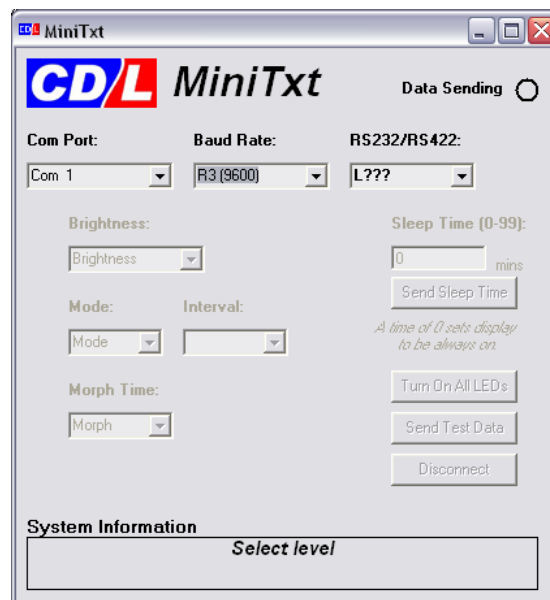 CDL MiniTxt
CD/L MiniTxt
Data Sending
Com Port: Baud Rate: RS232/RS422:
Com 1 R3 (9600) L???
Brightness: Sleep Time (0-99):
Brightness 0 mins
Send Sleep Time
Mode: Interval:
Mode
A time of 0 sets display
to be always on.
Morph Time:
Morph
Turn On All LEDs
Send Test Data
Disconnect
System Information
Select level